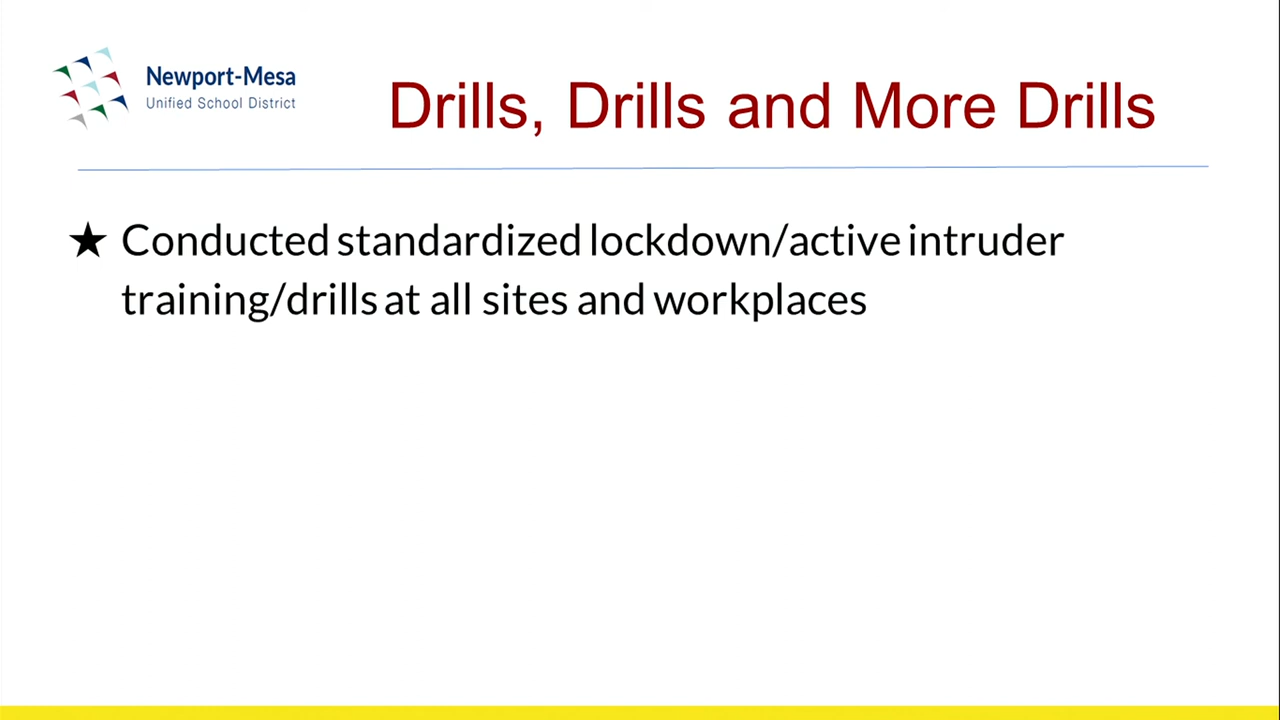 Newport-Mesa
Unified School District
Drills, Drills and More Drills
★ Conducted standardized lockdown/active intruder
training/drills at all sites and workplaces